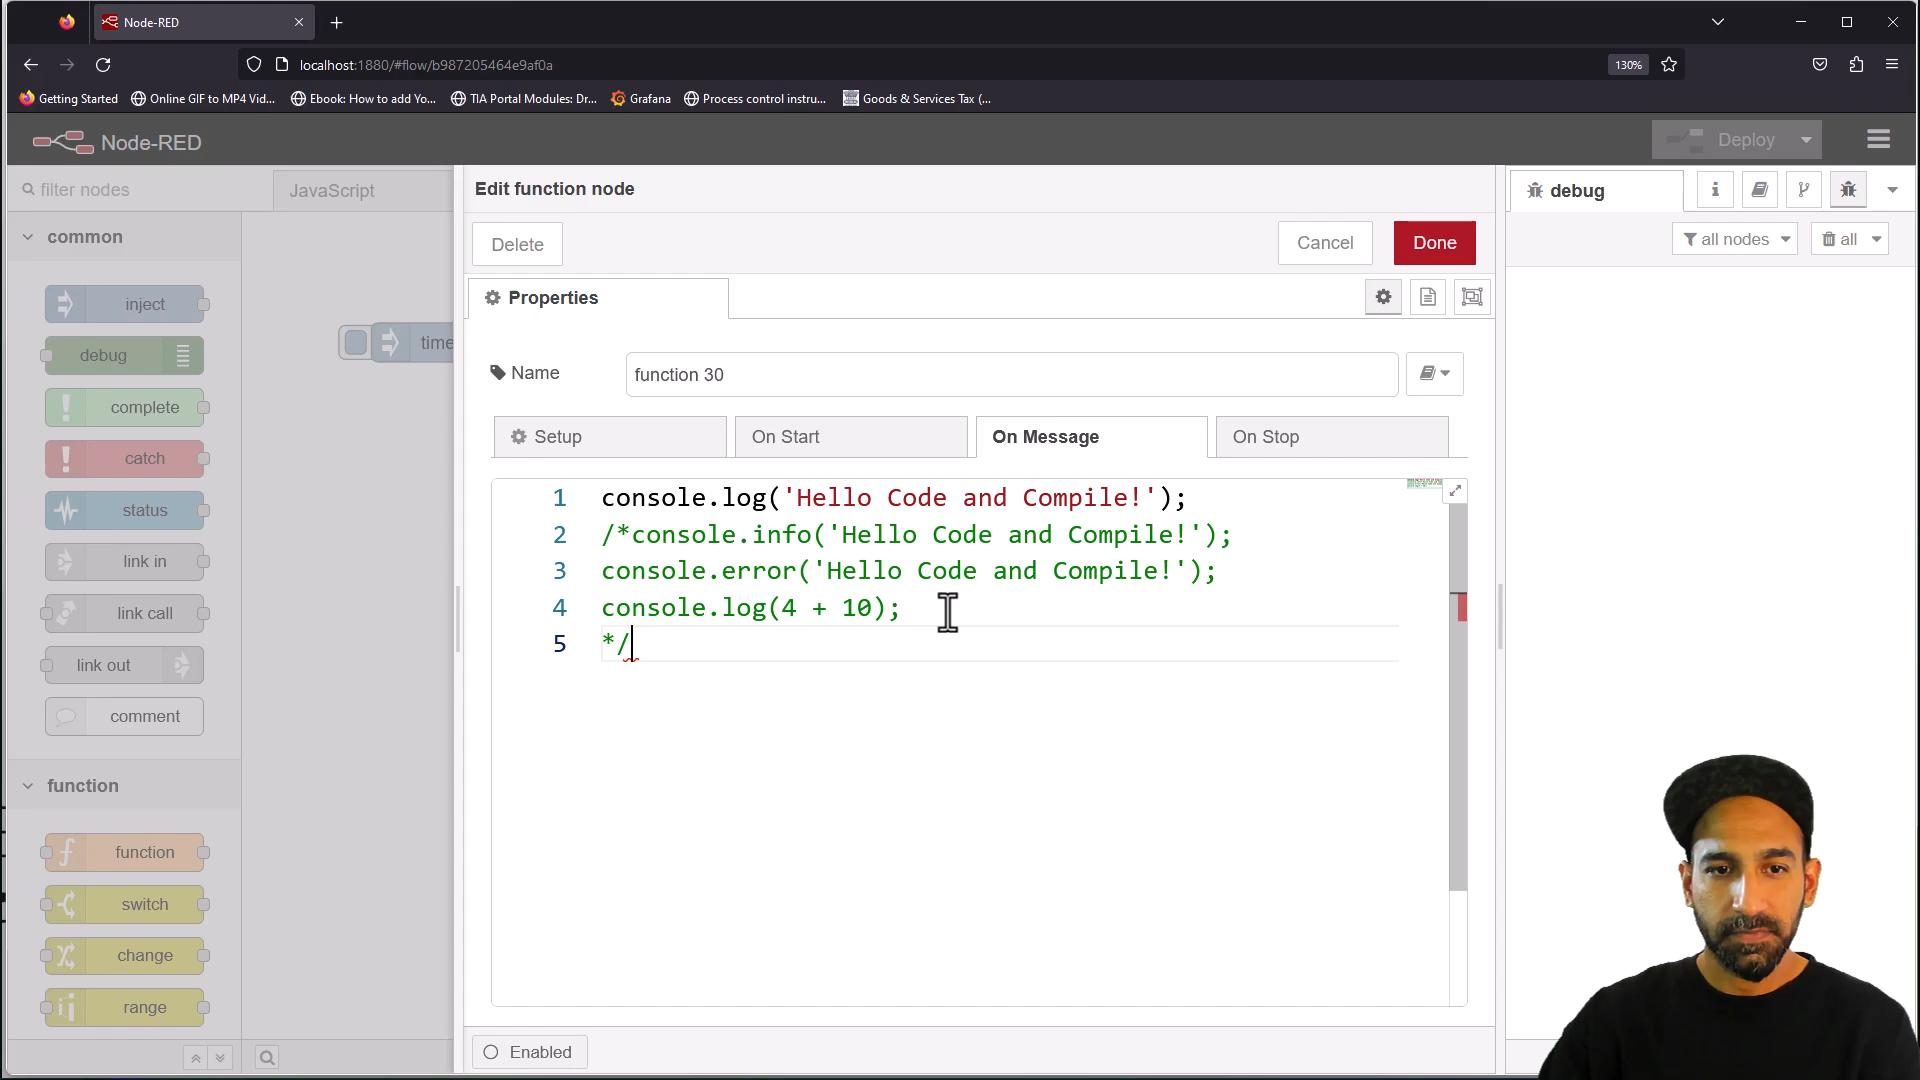 Node-RED
localhost:1880/#flow/b987205464e9af0a
130%
Getting Started
Online GIF to MP4 Vid...
Ebook: How to add Yo...
TIA Portal Modules: Dr...
Grafana
Process control instru...
Goods & Services Tax (...
Node-RED
Deploy
filter nodes
JavaScript
Edit function node
debug
common
Delete
Cancel
Done
all nodes
all
Properties
inject
time
debug
Name
function 30
complete
Setup
On Start
On Message
On Stop
catch
status
link in
link call
link out
comment
1 console.log('Hello Code and Compile!');
2 /*console.info('Hello Code and Compile!');
3 console.error('Hello Code and Compile!');
4 console.log(4 + 10);
5 */
function
function
switch
change
range
Enabled